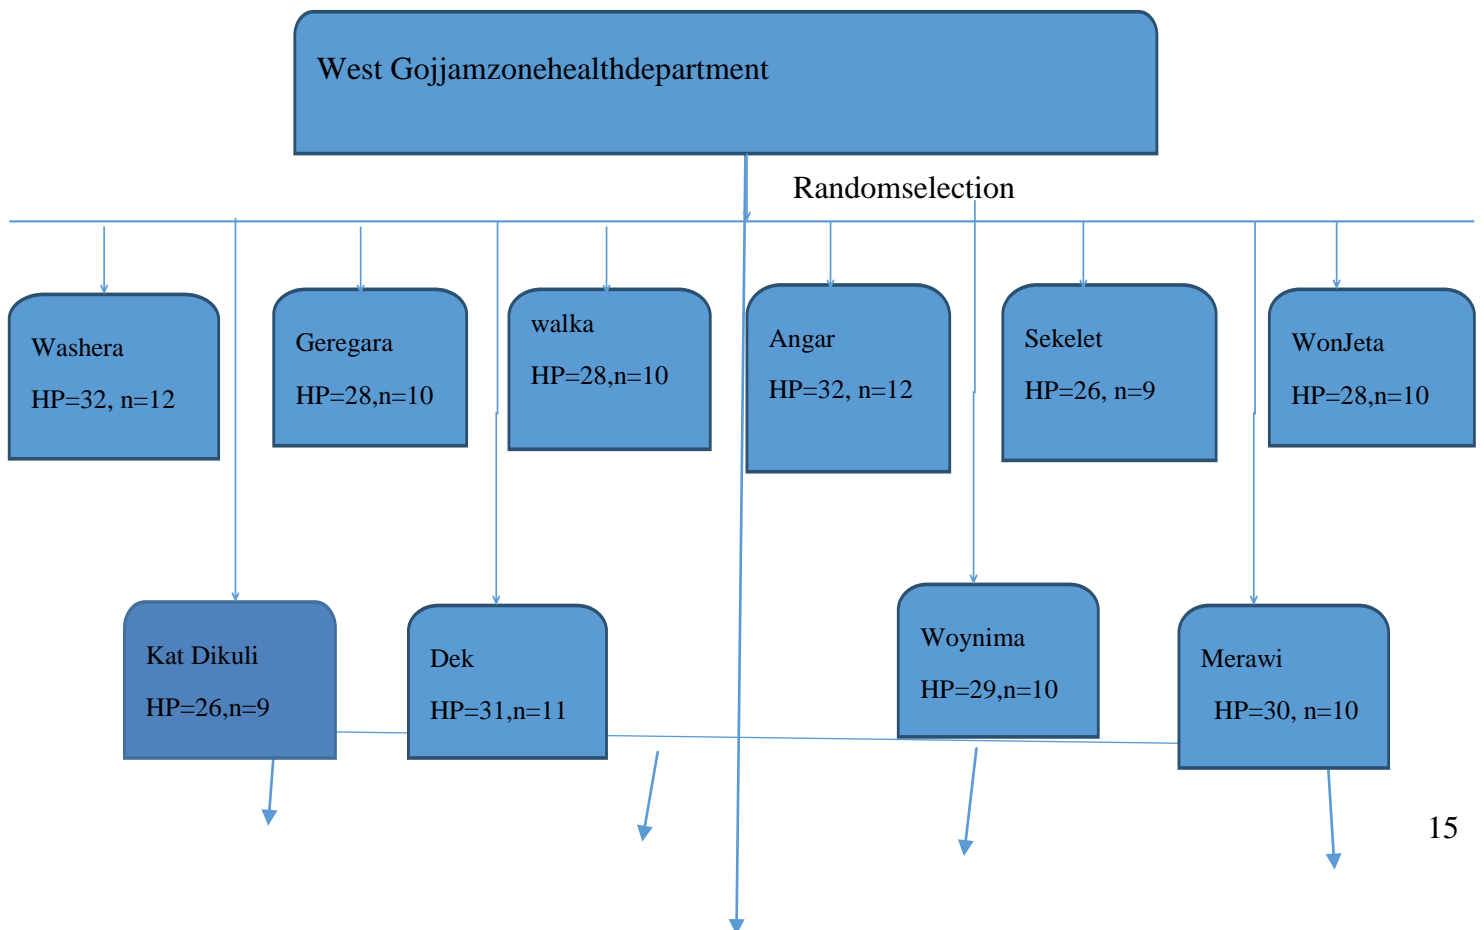 West Gojjamzonehealthdepartment
Randomselection
Washera
HP=32, n=12
Geregara
HP=28,n=10
walka
HP=28,n=10
Angar
HP=32, n=12
Sekelet
HP=26, n=9
WonJeta
HP=28,n=10
Kat Dikuli
HP=26,n=9
Dek
HP=31,n=11
Woynima
HP=29,n=10
Merawi
HP=30, n=10
15